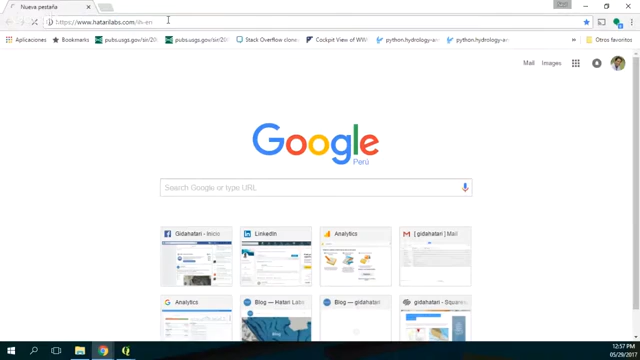 Nueva pestaña
https://www.hatarilabs.com/ih-en
Aplicaciones
pubs.usgs.gov/sir/20
pubs.usgs.gov/sir/20
Stack Overflow clone
Cockpit View of WW
python.hydrology-a
python.hydrology-a
»
Otros favoritos
Mail Images
Google
Perú
Search Google or type URL
Gidahatari - Inicio
LinkedIn
Analytics
[ gidahatari ] Mail
Analytics
Blog — Hatari Labs
Blog — gidahatari
gidahatari - Squares
12:57 PM
05/29/2017